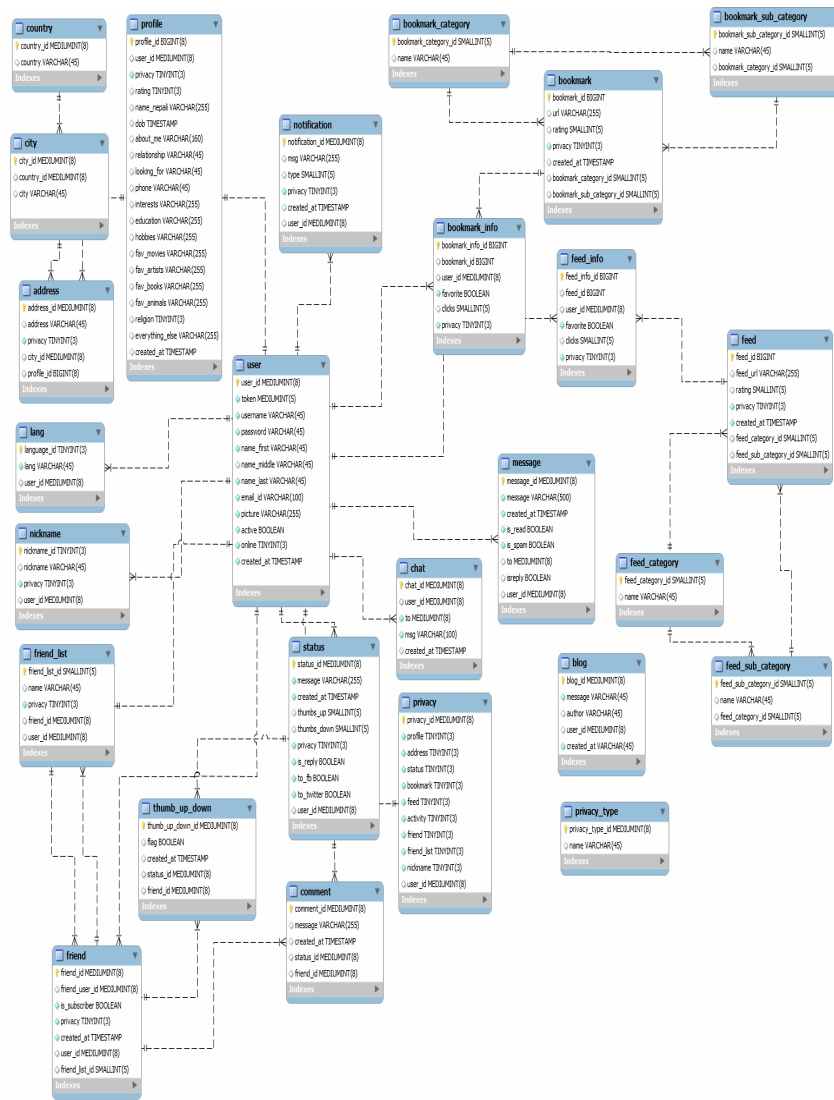 country
country_id MEDIUMINT(8)
country VARCHAR(45)
Indexes
city
city_id MEDIUMINT(8)
country_id MEDIUMINT(8)
city VARCHAR(45)
Indexes
address
address_id MEDIUMINT(8)
address VARCHAR(45)
privacy TINYINT(3)
city_id MEDIUMINT(8)
profile_id BIGINT(8)
Indexes
profile
profile_id BIGINT(8)
user_id MEDIUMINT(8)
privacy TINYINT(3)
rating TINYINT(3)
name_nepali VARCHAR(255)
dob TIMESTAMP
about_me VARCHAR(160)
relationship VARCHAR(45)
looking_for VARCHAR(45)
phone VARCHAR(45)
interests VARCHAR(255)
education VARCHAR(255)
hobbies VARCHAR(255)
fav_movies VARCHAR(255)
fav_artists VARCHAR(255)
fav_books VARCHAR(255)
fav_animals VARCHAR(255)
religion TINYINT(3)
everything_else VARCHAR(255)
created_at TIMESTAMP
Indexes
notification
notification_id MEDIUMINT(8)
msg VARCHAR(255)
type SMALLINT(5)
privacy TINYINT(3)
created_at TIMESTAMP
user_id MEDIUMINT(8)
Indexes
bookmark_category
bookmark_category_id SMALLINT(5)
name VARCHAR(45)
Indexes
bookmark_sub_category
bookmark_sub_category_id SMALLINT(5)
name VARCHAR(45)
bookmark_category_id SMALLINT(5)
Indexes
bookmark
bookmark_id BIGINT
url VARCHAR(255)
rating SMALLINT(5)
privacy TINYINT(3)
created_at TIMESTAMP
bookmark_category_id SMALLINT(5)
bookmark_sub_category_id SMALLINT(5)
Indexes
bookmark_info
bookmark_info_id BIGINT
bookmark_id BIGINT
user_id MEDIUMINT(8)
favorite BOOLEAN
clicks SMALLINT(5)
privacy TINYINT(3)
Indexes
feed_info
feed_info_id BIGINT
feed_id BIGINT
user_id MEDIUMINT(8)
favorite BOOLEAN
clicks SMALLINT(5)
privacy TINYINT(3)
Indexes
feed
feed_id BIGINT
feed_url VARCHAR(255)
rating SMALLINT(5)
privacy TINYINT(3)
created_at TIMESTAMP
feed_category_id SMALLINT(5)
feed_sub_category_id SMALLINT(5)
Indexes
user
user_id MEDIUMINT(8)
token MEDIUMINT(5)
username VARCHAR(45)
password VARCHAR(45)
name_first VARCHAR(45)
name_middle VARCHAR(45)
name_last VARCHAR(45)
email_id VARCHAR(100)
picture VARCHAR(255)
active BOOLEAN
online TINYINT(3)
created_at TIMESTAMP
Indexes
lang
language_id TINYINT(3)
lang VARCHAR(45)
user_id MEDIUMINT(8)
Indexes
nickname
nickname_id TINYINT(3)
nickname VARCHAR(45)
privacy TINYINT(3)
user_id MEDIUMINT(8)
Indexes
message
message_id MEDIUMINT(8)
message VARCHAR(500)
created_at TIMESTAMP
is_read BOOLEAN
is_spam BOOLEAN
to MEDIUMINT(8)
isreply BOOLEAN
user_id MEDIUMINT(8)
Indexes
chat
chat_id MEDIUMINT(8)
user_id MEDIUMINT(8)
to MEDIUMINT(8)
msg VARCHAR(100)
created_at TIMESTAMP
Indexes
feed_category
feed_category_id SMALLINT(5)
name VARCHAR(45)
Indexes
feed_sub_category
feed_sub_category_id SMALLINT(5)
name VARCHAR(45)
feed_category_id SMALLINT(5)
Indexes
friend_list
friend_list_id SMALLINT(5)
name VARCHAR(45)
privacy TINYINT(3)
friend_id MEDIUMINT(8)
user_id MEDIUMINT(8)
Indexes
status
status_id MEDIUMINT(8)
message VARCHAR(255)
created_at TIMESTAMP
thumbs_up SMALLINT(5)
thumbs_down SMALLINT(5)
privacy TINYINT(3)
is_reply BOOLEAN
to_fb BOOLEAN
to_twitter BOOLEAN
user_id MEDIUMINT(8)
Indexes
privacy
privacy_id MEDIUMINT(8)
profile TINYINT(3)
address TINYINT(3)
status TINYINT(3)
bookmark TINYINT(3)
feed TINYINT(3)
activity TINYINT(3)
friend TINYINT(3)
friend_list TINYINT(3)
nickname TINYINT(3)
user_id MEDIUMINT(8)
Indexes
blog
blog_id MEDIUMINT(8)
message VARCHAR(45)
author VARCHAR(45)
user_id MEDIUMINT(8)
created_at VARCHAR(45)
Indexes
privacy_type
privacy_type_id MEDIUMINT(8)
name VARCHAR(45)
Indexes
thumb_up_down
thumb_up_down_id MEDIUMINT(8)
flag BOOLEAN
created_at TIMESTAMP
status_id MEDIUMINT(8)
friend_id MEDIUMINT(8)
Indexes
comment
comment_id MEDIUMINT(8)
message VARCHAR(255)
created_at TIMESTAMP
status_id MEDIUMINT(8)
friend_id MEDIUMINT(8)
Indexes
friend
friend_id MEDIUMINT(8)
friend_user_id MEDIUMINT(8)
is_subscriber BOOLEAN
privacy TINYINT(3)
created_at TIMESTAMP
user_id MEDIUMINT(8)
friend_list_id SMALLINT(5)
Indexes